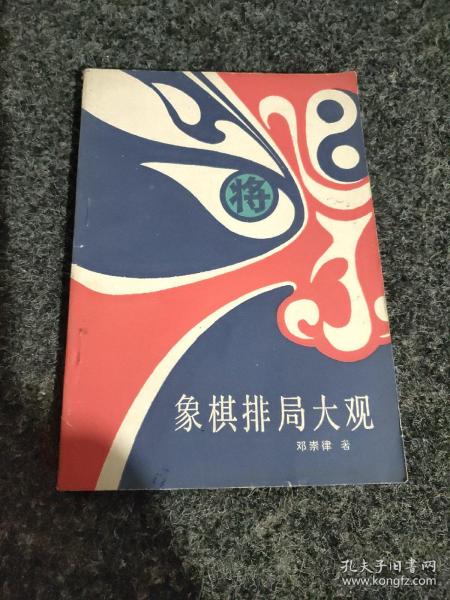 将
象棋排局大观
邓崇律 著
孔夫子旧书网
www.kongfz.com